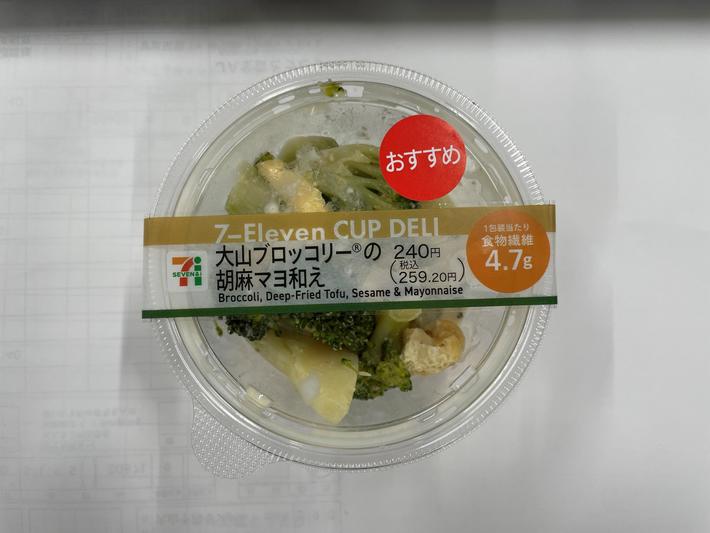 おすすめ
7-Eleven CUP DELI
大山ブロッコリー®の
胡麻マヨ和え
240円
(税込
259.20円)
Broccoli, Deep-Fried Tofu, Sesame & Mayonnaise
SEVEN&i
1包装当たり
食物繊維
4.7g